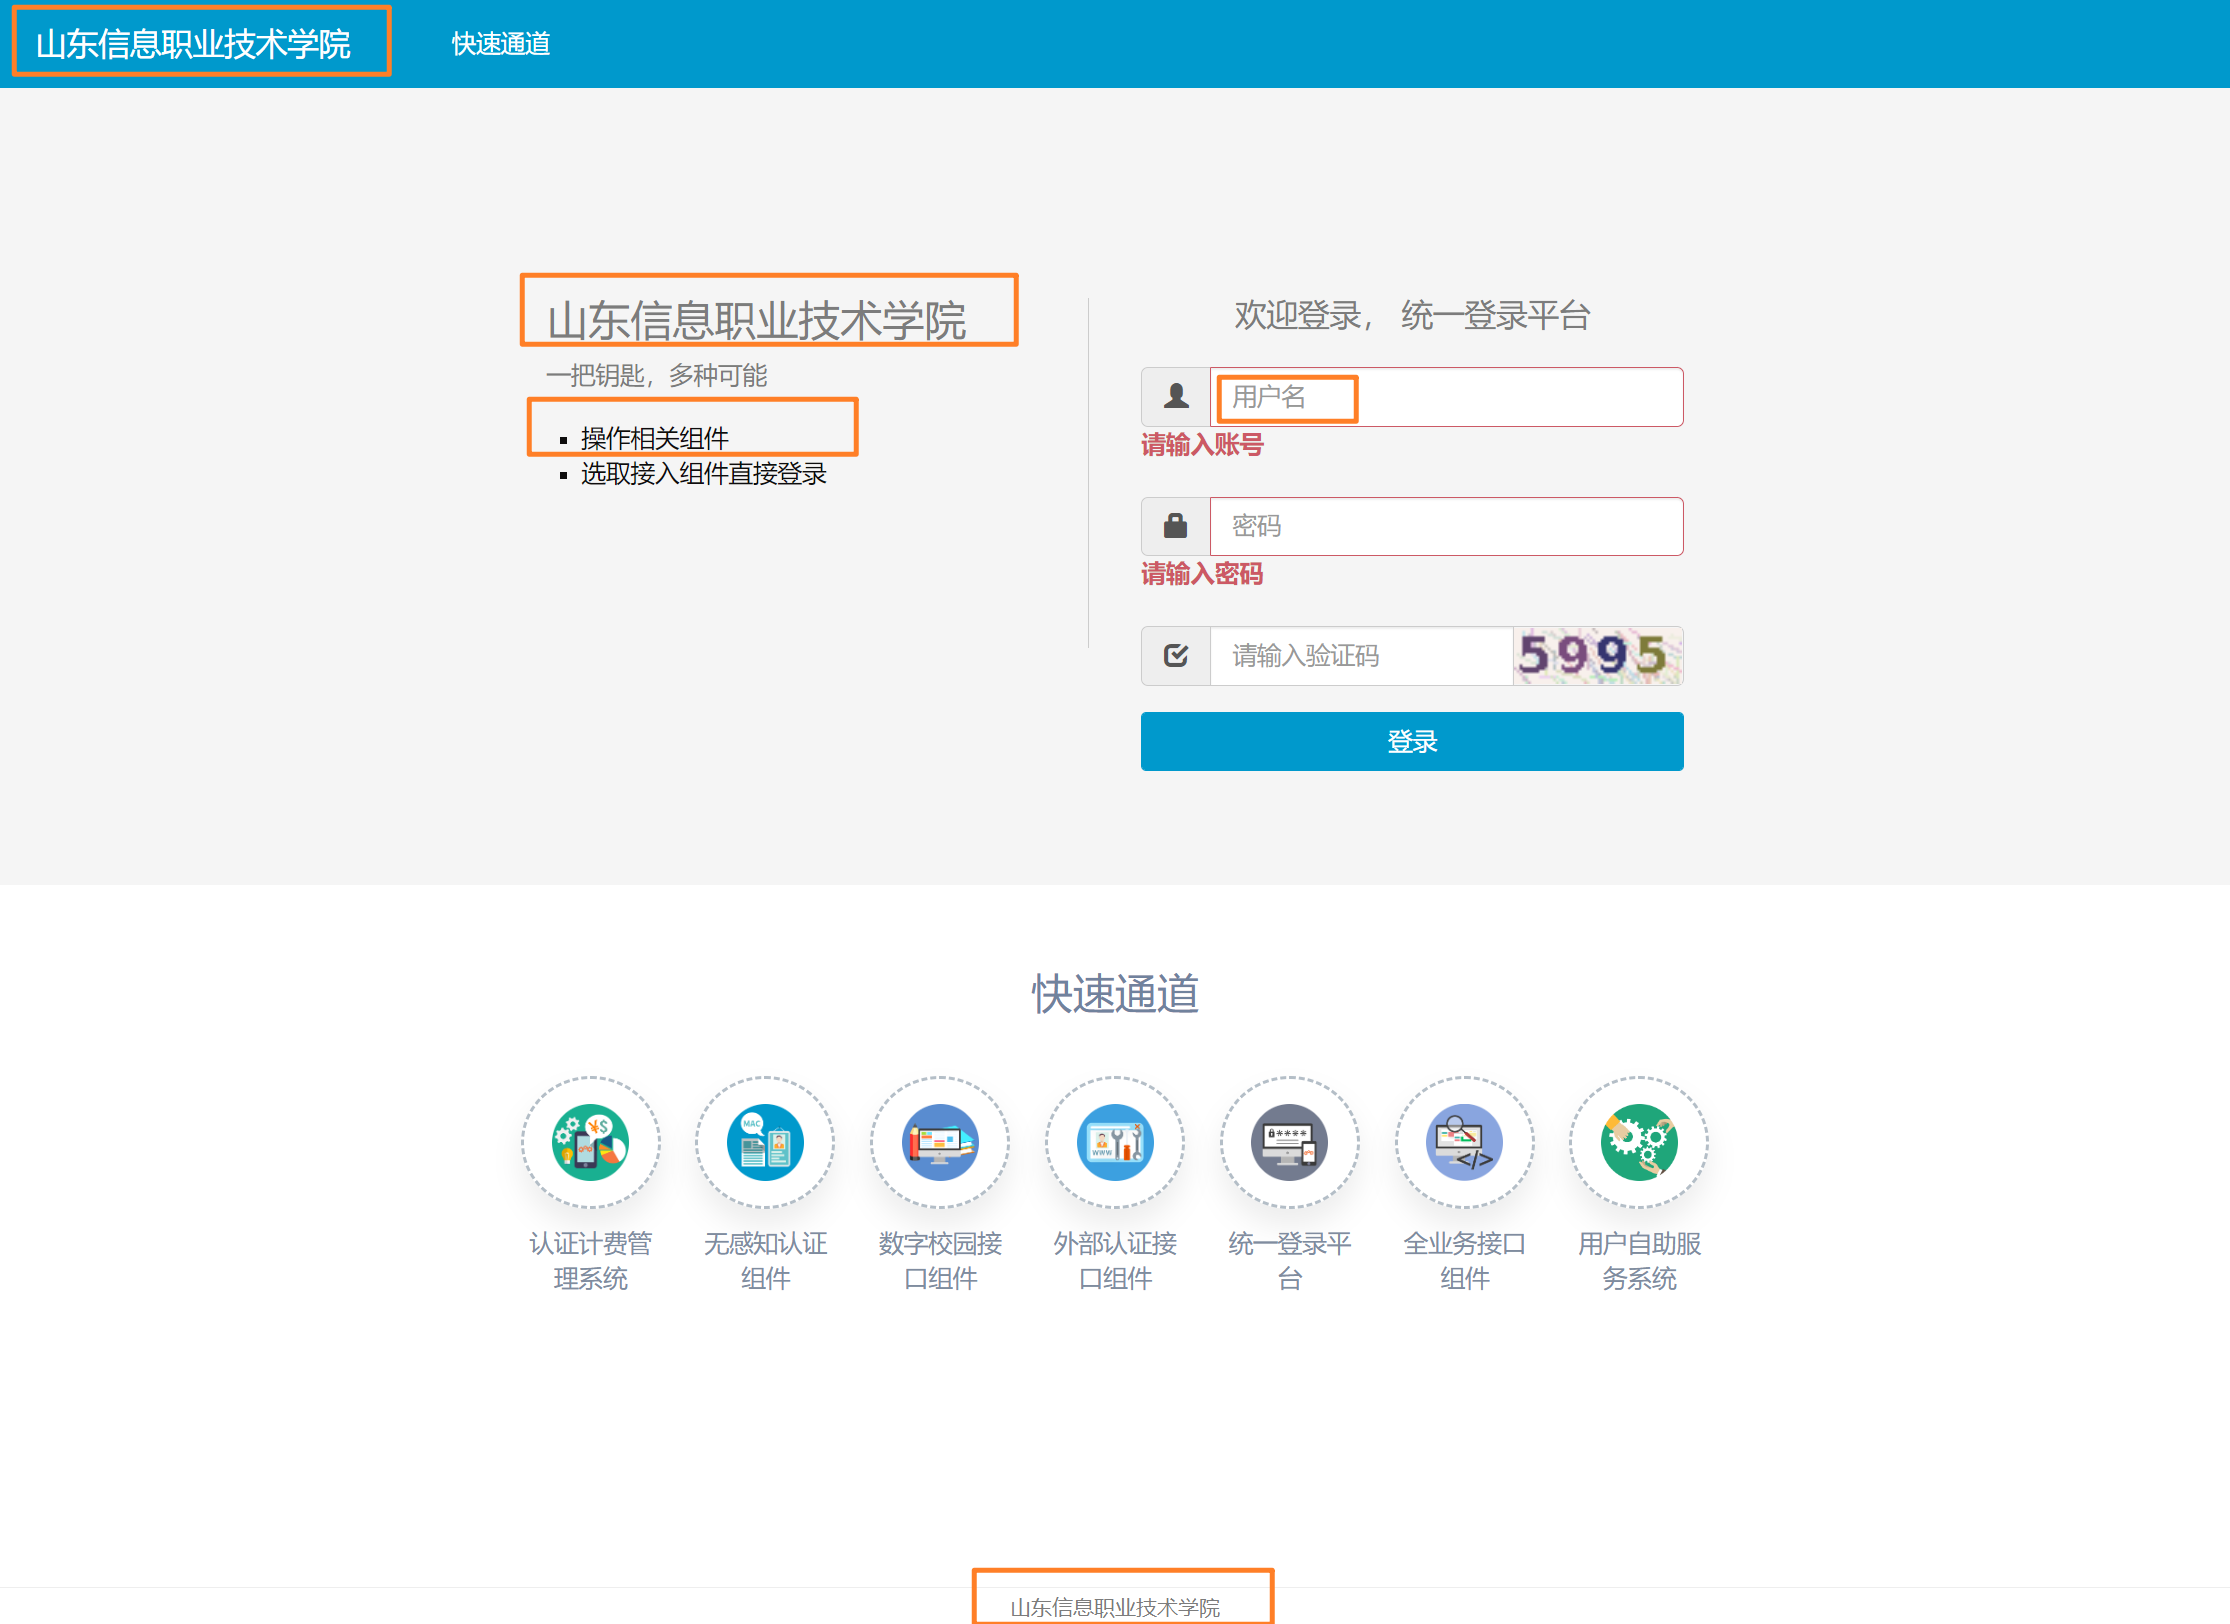 山东信息职业技术学院
快速通道
山东信息职业技术学院
一把钥匙，多种可能
操作相关组件
选取接入组件直接登录
欢迎登录， 统一登录平台
用户名
请输入账号
密码
请输入密码
请输入验证码
5995
登录
快速通道
MAC
¥$
www
****
</>
认证计费管
理系统
无感知认证
组件
数字校园接
口组件
外部认证接
口组件
统一登录平
台
全业务接口
组件
用户自助服
务系统
山东信息职业技术学院